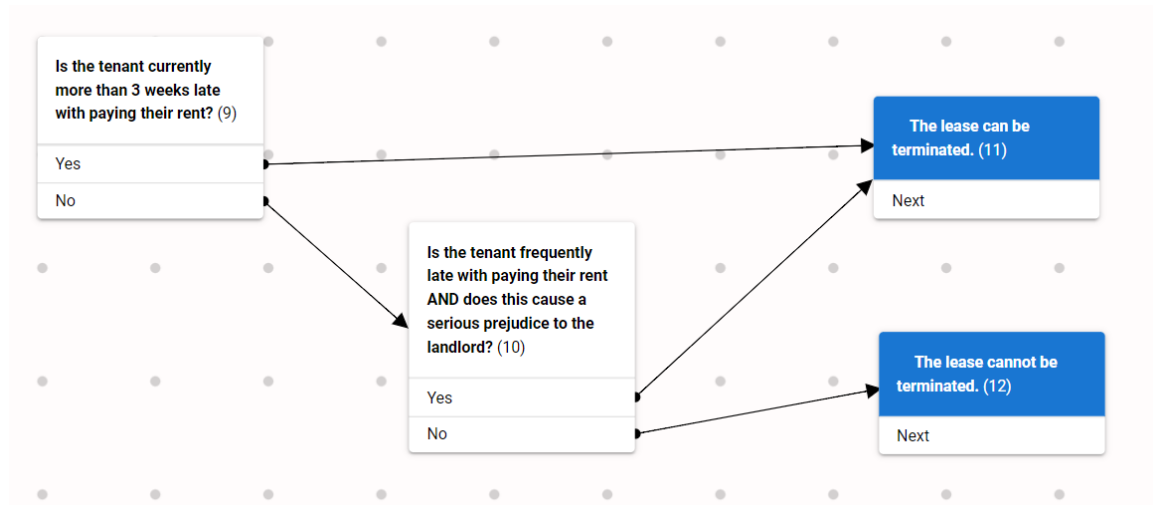 Is the tenant currently
more than 3 weeks late
with paying their rent? (9)
Yes
No
Is the tenant frequently
late with paying their rent
AND does this cause a
serious prejudice to the
landlord? (10)
Yes
No
The lease can be
terminated. (11)
Next
The lease cannot be
terminated. (12)
Next